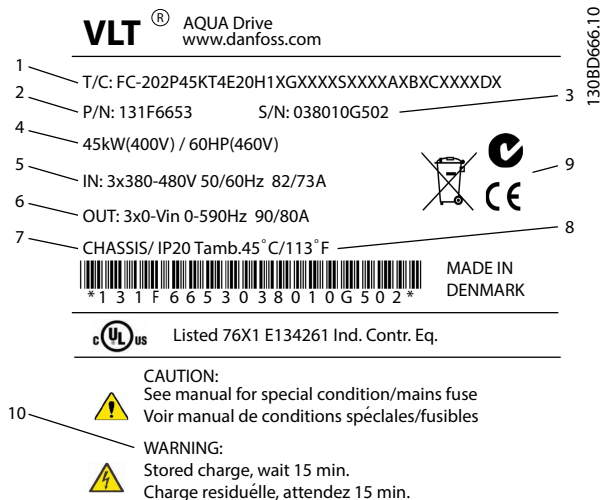 VLT ® AQUA Drive
www.danfoss.com
130BD666.10
1
T/C: FC-202P45KT4E20H1XGXXXXSXXXXAXBXCXXXXDX
2
P/N: 131F6653 S/N: 038010G502
3
4
45kW(400V) / 60HP(460V)
5
IN: 3x380-480V 50/60Hz 82/73A
9
CE
6
OUT: 3x0-Vin 0-590Hz 90/80A
7
CHASSIS/ IP20 Tamb.45˚C/113˚F
8
*131F6653038010G502*
MADE IN
DENMARK
c UL us Listed 76X1 E134261 Ind. Contr. Eq.
CAUTION:
See manual for special condition/mains fuse
Voir manual de conditions spéclales/fusibles
10
WARNING:
Stored charge, wait 15 min.
Charge residuélle, attendez 15 min.